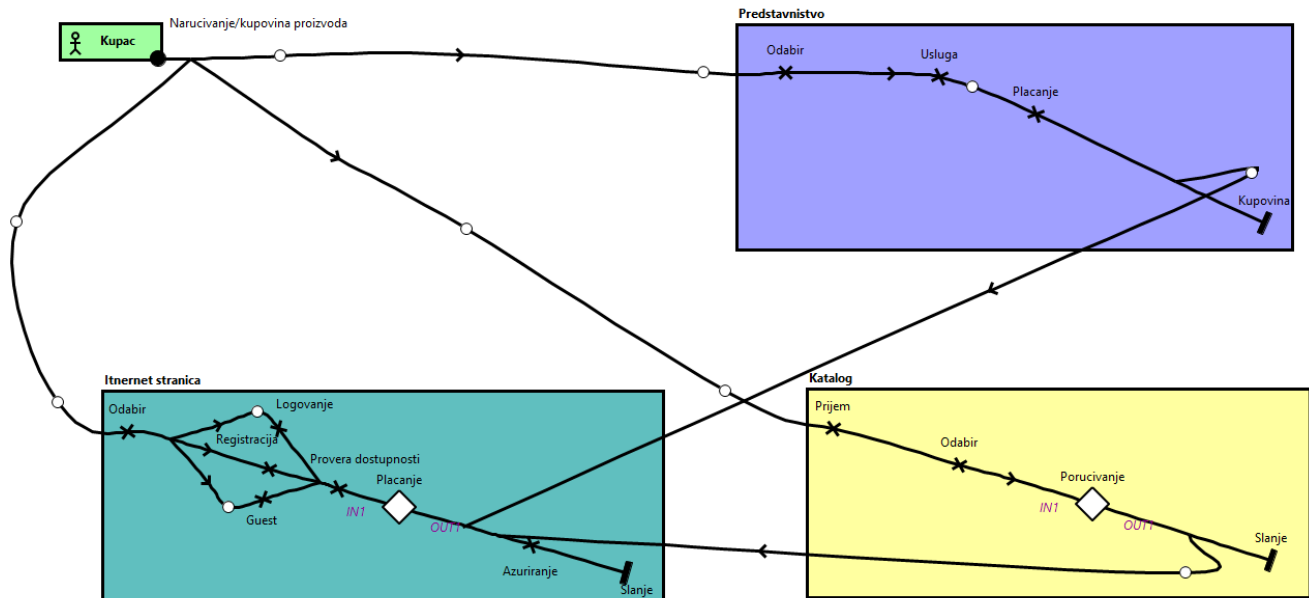 Narucivanje/kupovina proizvoda
Kupac
Predstavnistvo
Odabir
Usluga
Placanje
Kupovina
Itnernet stranica
Odabir
Logovanje
Registracija
Guest
Provera dostupnosti
Placanje
IN1
OUT1
Azuriranje
Slanje
Katalog
Prijem
Odabir
Porucivanje
IN1
OUT1
Slanje